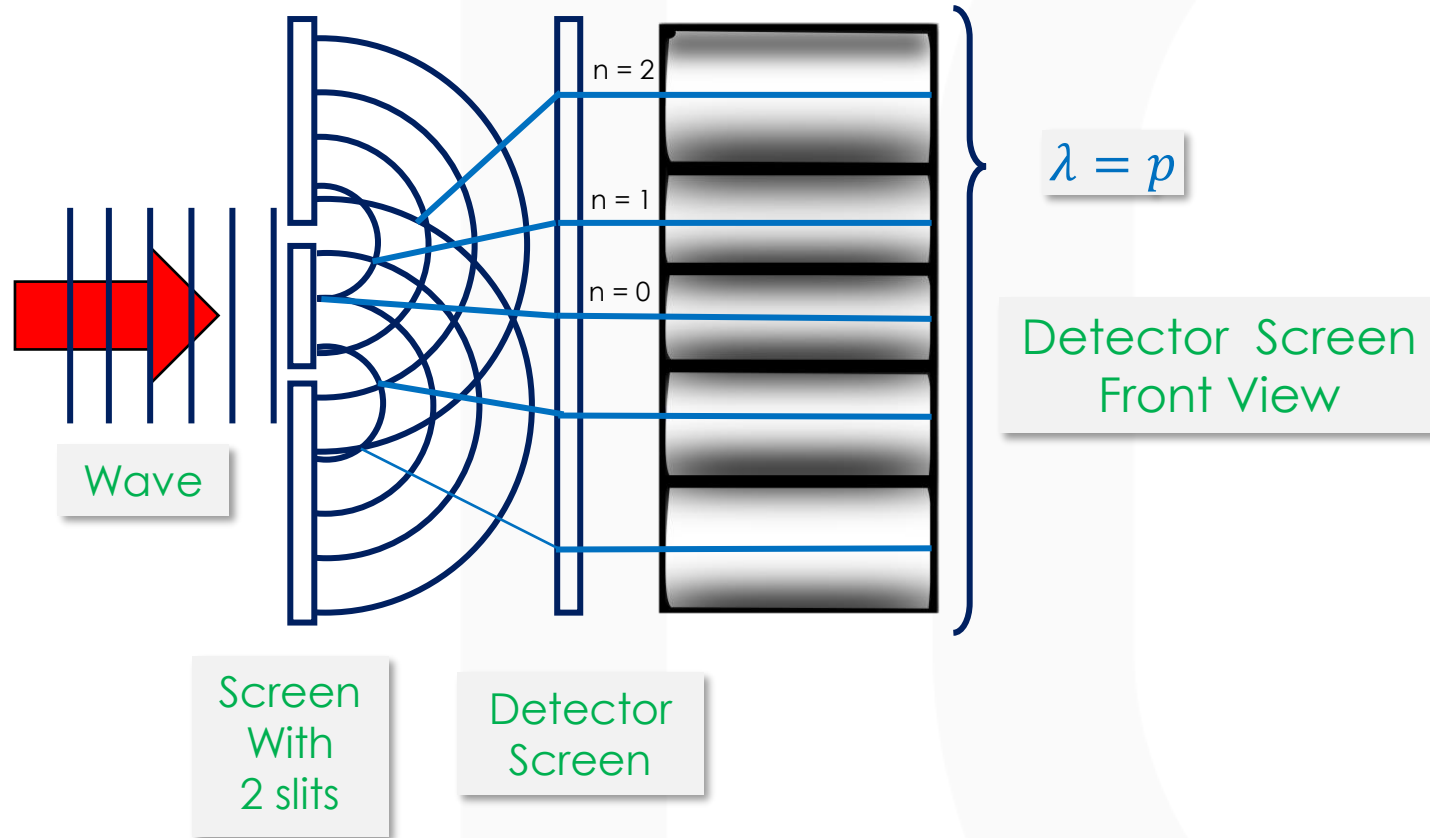 n = 2
λ = p
n = 1
n = 0
Detector Screen
Front View
Wave
Screen
With
2 slits
Detector
Screen